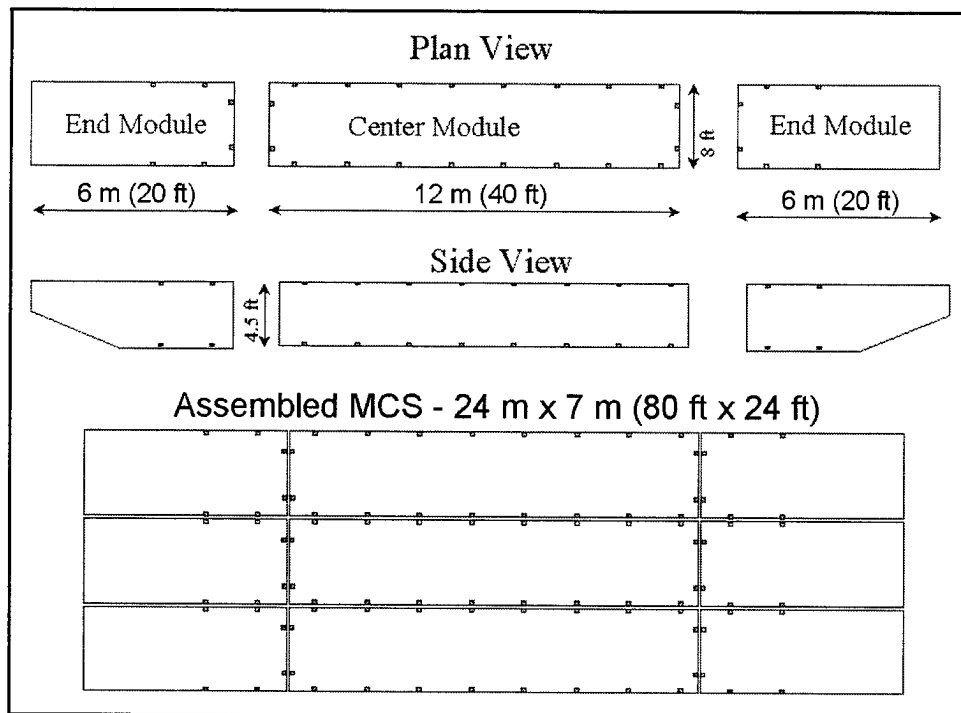 Plan View
End Module
Center Module
End Module
8 ft
6 m (20 ft)
12 m (40 ft)
6 m (20 ft)
Side View
4.5 ft
Assembled MCS - 24 m x 7 m (80 ft x 24 ft)